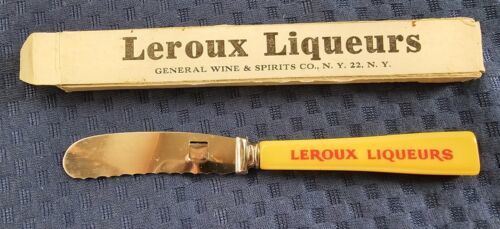 Leroux Liqueurs
GENERAL WINE & SPIRITS CO., N. Y. 22, N. Y.
LEROUX LIQUEURS